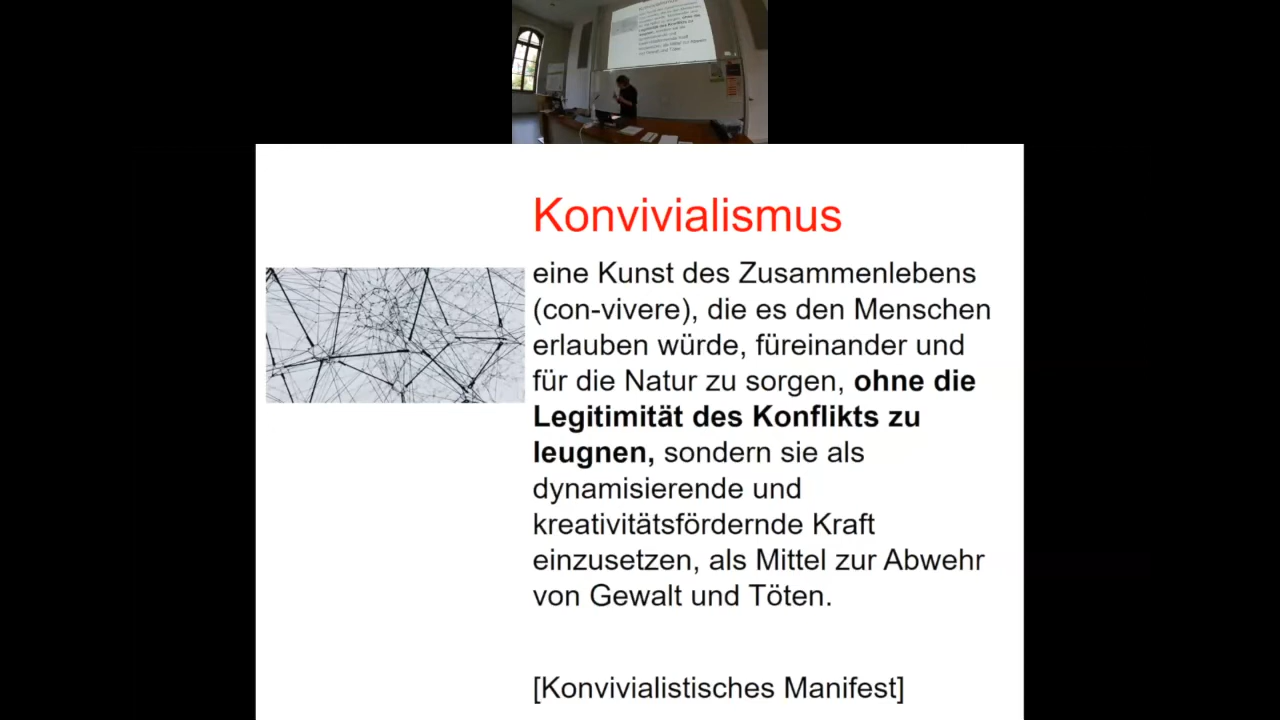 Konvivialismus
eine Kunst des Zusammenlebens
(con-vivere), die es den Menschen
erlauben würde, füreinander und
für die Natur zu sorgen, ohne die
Legitimität des Konflikts zu
leugnen, sondern sie als
dynamisierende und
kreativitätsfördernde Kraft
einzusetzen, als Mittel zur Abwehr
von Gewalt und Töten.
[Konvivialistisches Manifest]